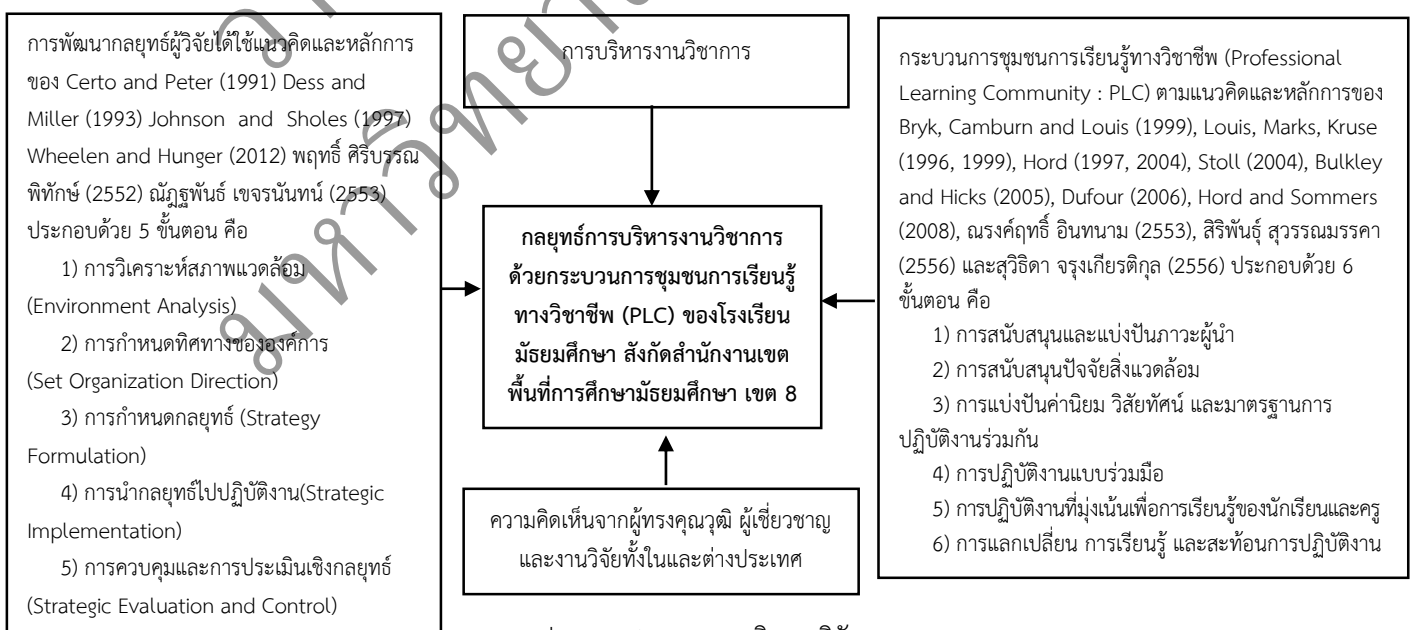 การพัฒนากลยุทธ์ผู้วิจัยได้ใช้แนวคิดและหลักการ
ของ Certo and Peter (1991) Dess and
Miller (1993) Johnson and Sholes (1997)
Wheelen and Hunger (2012) พฤทธิ์ ศิริบรรณ
พิทักษ์ (2552) ณัฎฐพันธ์ เขจรนันทน์ (2553)
ประกอบด้วย 5 ขั้นตอน คือ
1) การวิเคราะห์สภาพแวดล้อม
(Environment Analysis)
2) การกำหนดทิศทางขององค์การ
(Set Organization Direction)
3) การกำหนดกลยุทธ์ (Strategy
Formulation)
4) การนำกลยุทธ์ไปปฏิบัติงาน(Strategic
Implementation)
5) การควบคุมและการประเมินเชิงกลยุทธ์
(Strategic Evaluation and Control)
การบริหารงานวิชาการ
กลยุทธ์การบริหารงานวิชาการ
ด้วยกระบวนการชุมชนการเรียนรู้
ทางวิชาชีพ (PLC) ของโรงเรียน
มัธยมศึกษา สังกัดสำนักงานเขต
พื้นที่การศึกษามัธยมศึกษา เขต 8
ความคิดเห็นจากผู้ทรงคุณวุฒิ ผู้เชี่ยวชาญ
และงานวิจัยทั้งในและต่างประเทศ
กระบวนการชุมชนการเรียนรู้ทางวิชาชีพ (Professional
Learning Community : PLC) ตามแนวคิดและหลักการของ
Bryk, Camburn and Louis (1999), Louis, Marks, Kruse
(1996, 1999), Hord (1997, 2004), Stoll (2004), Bulkley
and Hicks (2005), Dufour (2006), Hord and Sommers
(2008), ณรงค์ฤทธิ์ อินทนาม (2553), สิริพันธุ์ สุวรรณมรรคา
(2556) และสุวิธิดา จรุงเกียรติกุล (2556) ประกอบด้วย 6
ขั้นตอน คือ
1) การสนับสนุนและแบ่งปันภาวะผู้นำ
2) การสนับสนุนปัจจัยสิ่งแวดล้อม
3) การแบ่งปันค่านิยม วิสัยทัศน์ และมาตรฐานการ
ปฏิบัติงานร่วมกัน
4) การปฏิบัติงานแบบร่วมมือ
5) การปฏิบัติงานที่มุ่งเน้นเพื่อการเรียนรู้ของนักเรียนและครู
6) การแลกเปลี่ยน การเรียนรู้ และสะท้อนการปฏิบัติงาน